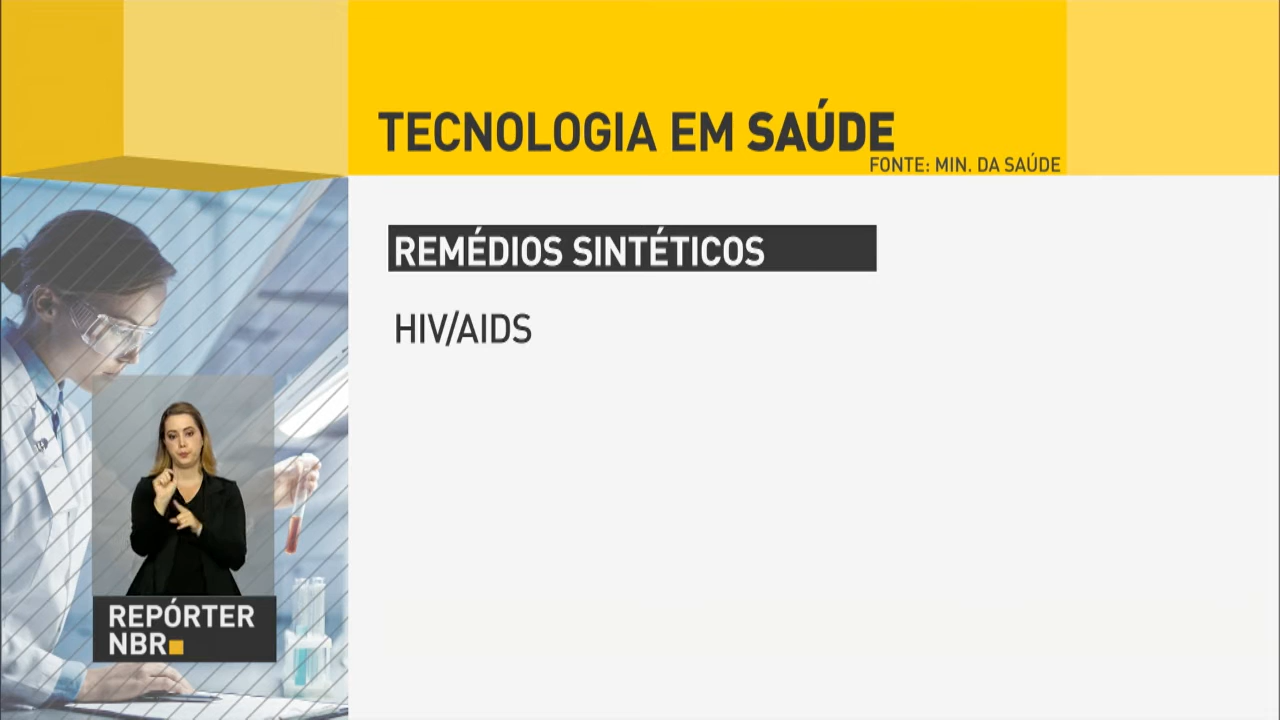 TECNOLOGIA EM SAÚDE
FONTE: MIN. DA SAÚDE
REMÉDIOS SINTÉTICOS
HIV/AIDS
REPÓRTER
NBR